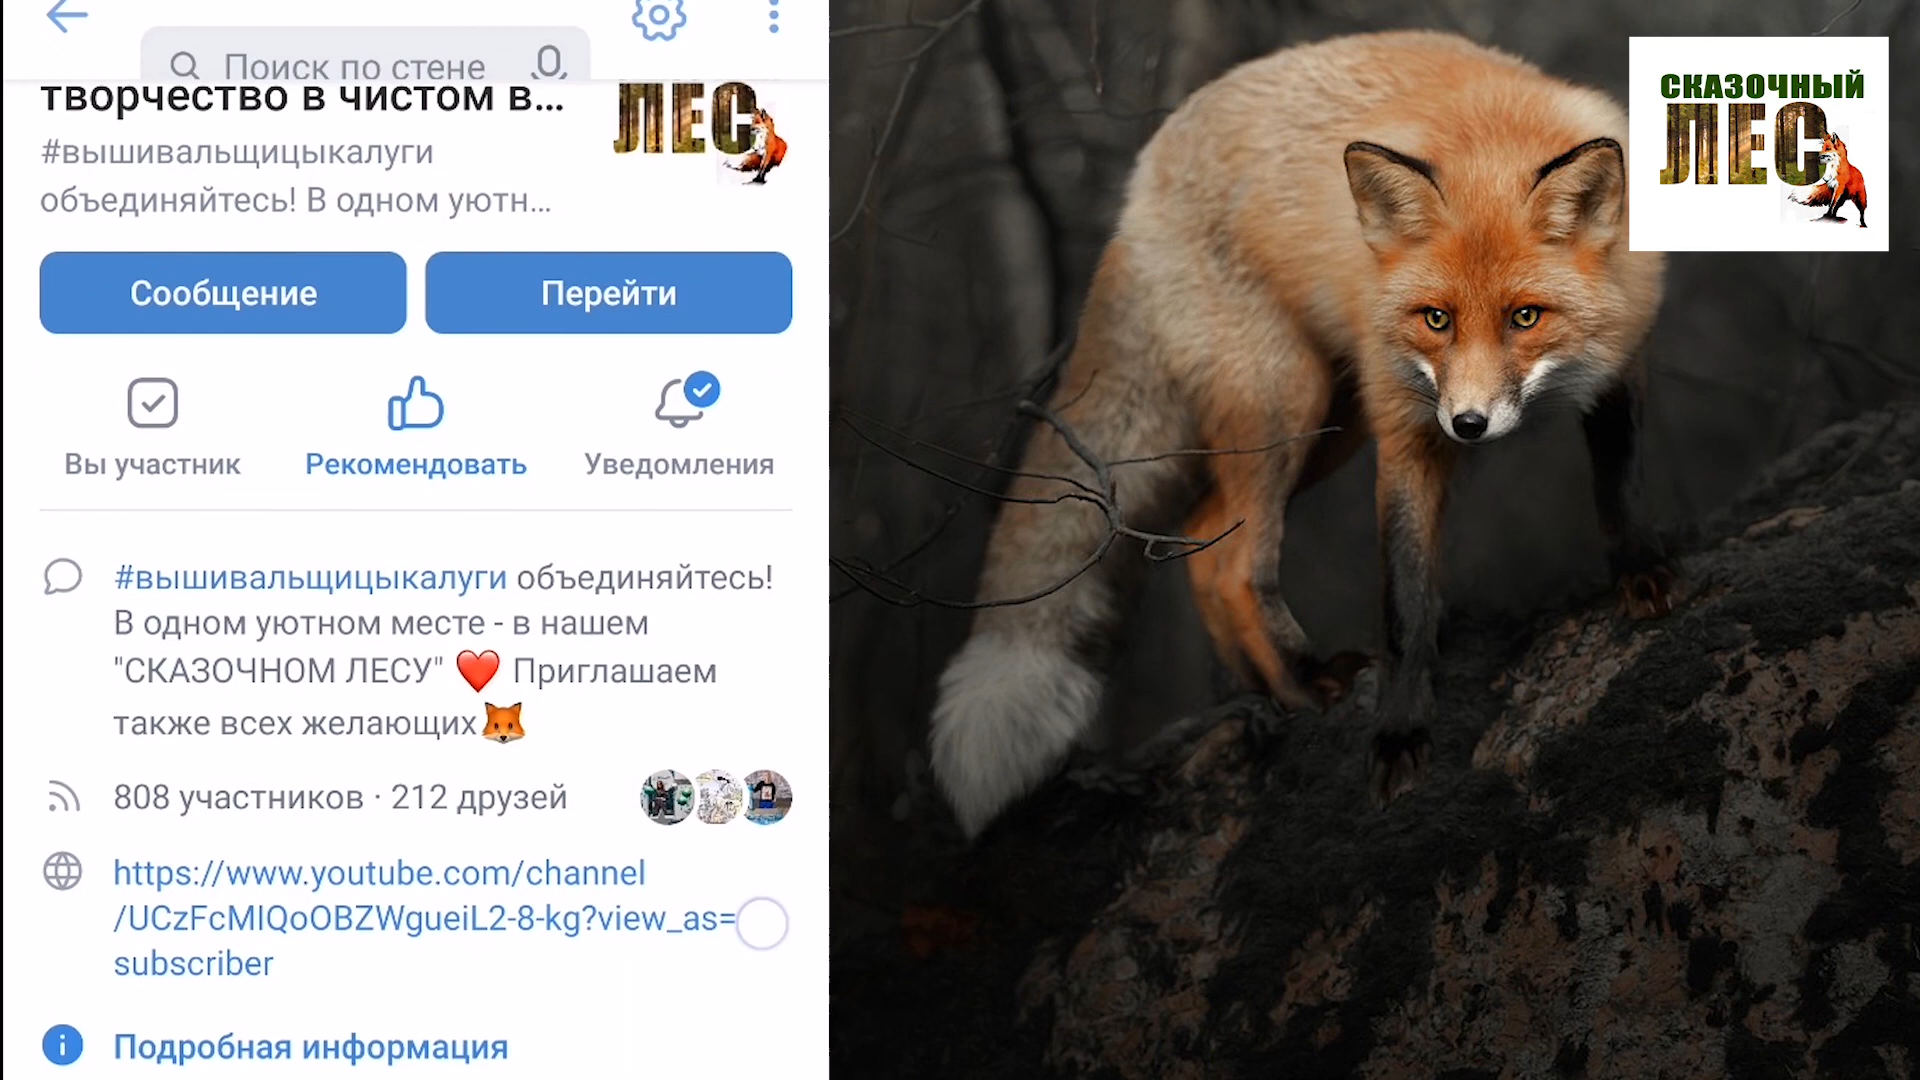 Поиск по стене
творчество в чистом в...
ЛЕС
#вышивальщицыкалуги
объединяйтесь! В одном уютн...
Сообщение
Перейти
Вы участник
Рекомендовать
Уведомления
#вышивальщицыкалуги объединяйтесь!
В одном уютном месте - в нашем
"СКАЗОЧНОМ ЛЕСУ" ❤️ Приглашаем
также всех желающих🦊
808 участников · 212 друзей
https://www.youtube.com/channel
/UCzFcMIQoOBZWgueiL2-8-kg?view_as=
subscriber
Подробная информация
СКАЗОЧНЫЙ
ЛЕС